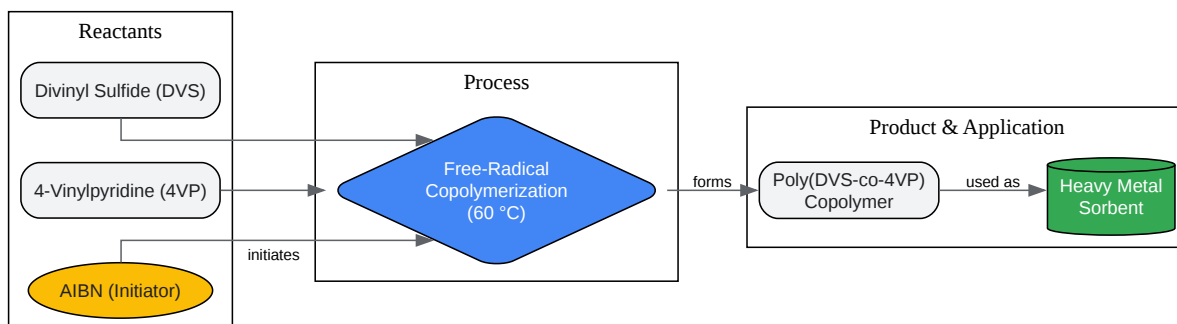 Reactants
Divinyl Sulfide (DVS)
4-Vinylpyridine (4VP)
AIBN (Initiator)
initiates
Process
Free-Radical
Copolymerization
(60 °C)
forms
Product & Application
Poly(DVS-co-4VP)
Copolymer
used as
Heavy Metal
Sorbent